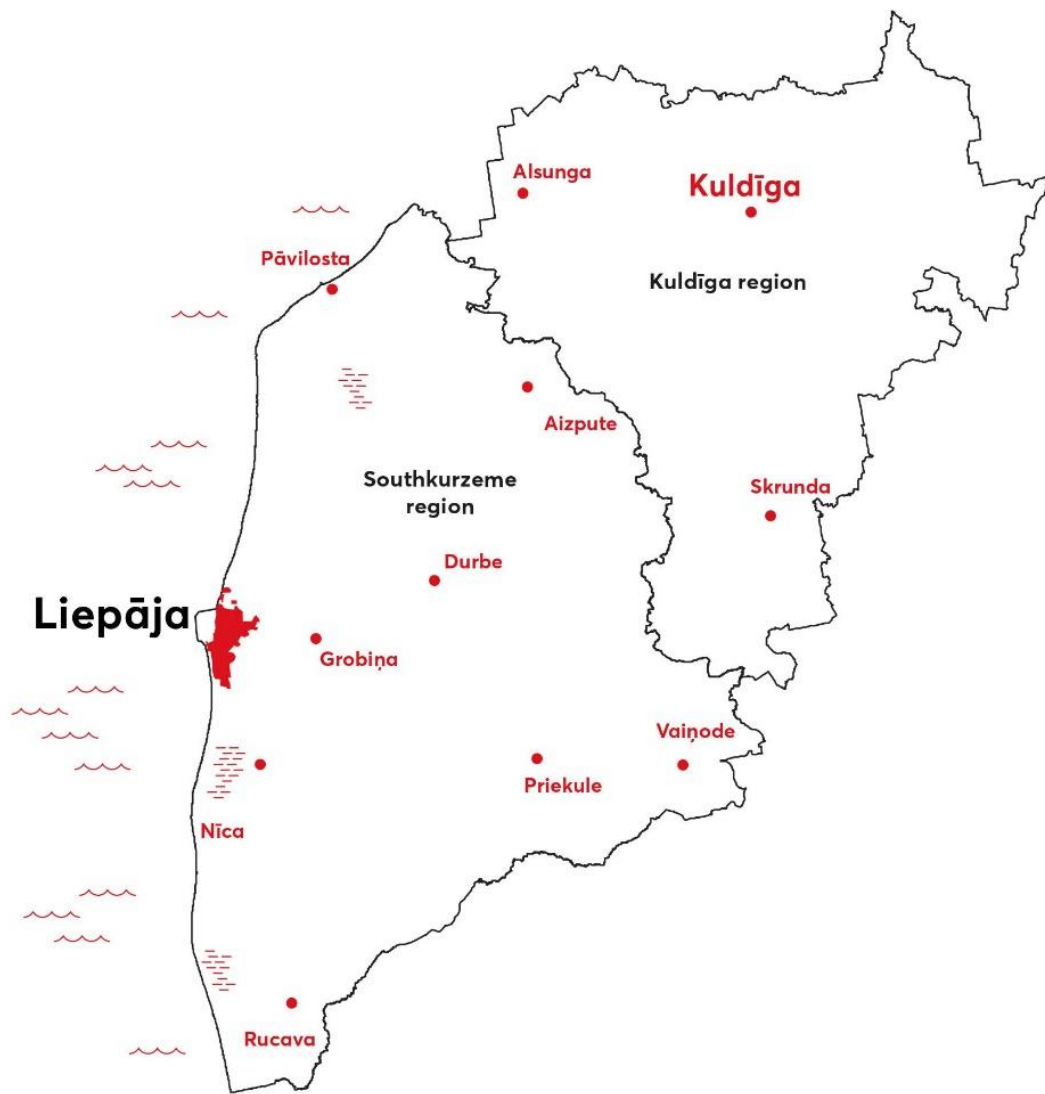 Alsunga
Kuldīga
Pāvilosta
Kuldīga region
Aizpute
Southkurzeme
region
Skrunda
Durbe
Liepāja
Grobiņa
Vaiņode
Priekule
Nīca
Rucava